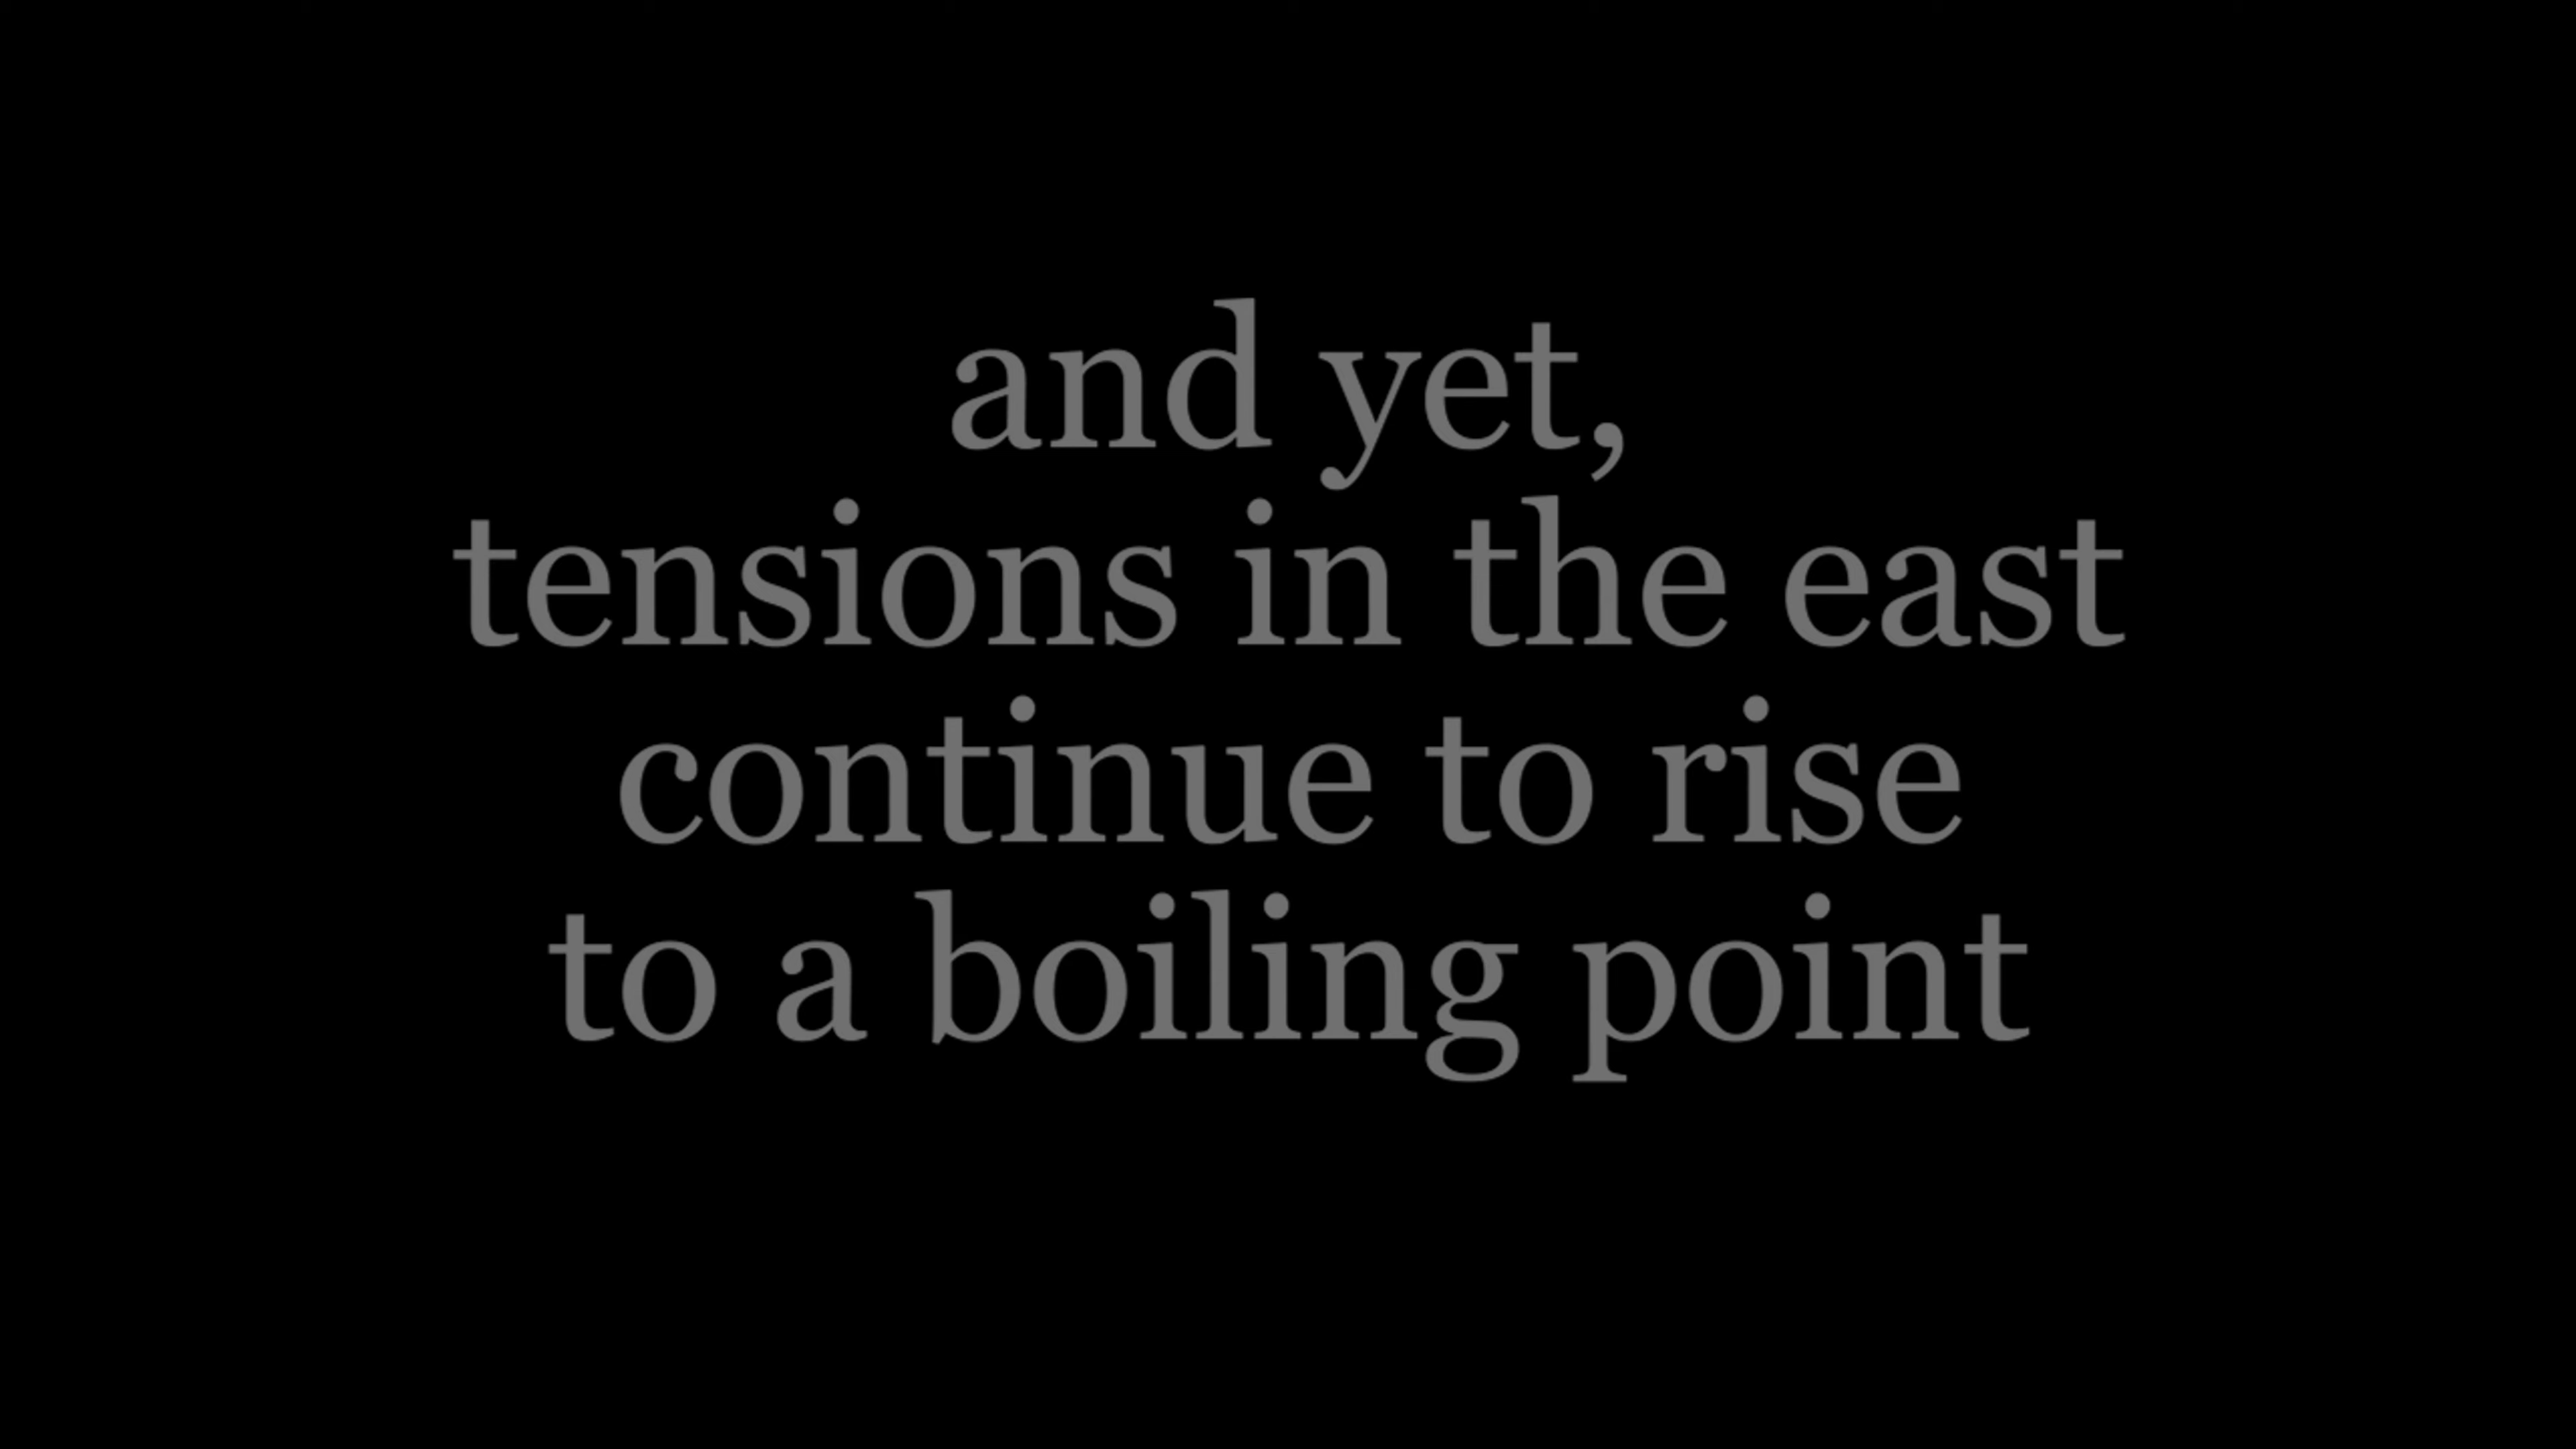 and yet,
tensions in the east
continue to rise
to a boiling point